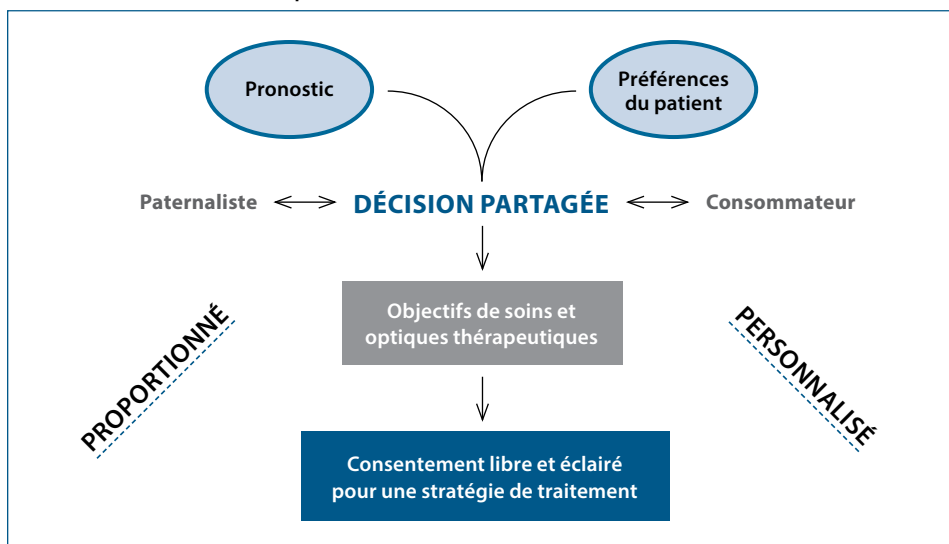 Pronostic
Préférences
du patient
Paternaliste
DÉCISION PARTAGÉE
Consommateur
Objectifs de soins et
optiques thérapeutiques
PROPORTIONNÉ
PERSONNALISÉ
Consentement libre et éclairé
pour une stratégie de traitement